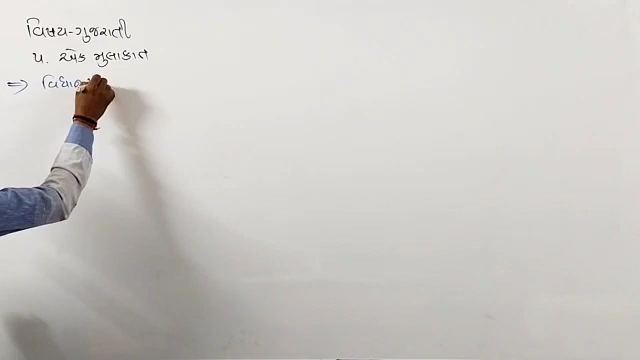 વિષય-ગુજરાતી
૫. એક મુલાકાત
⇒